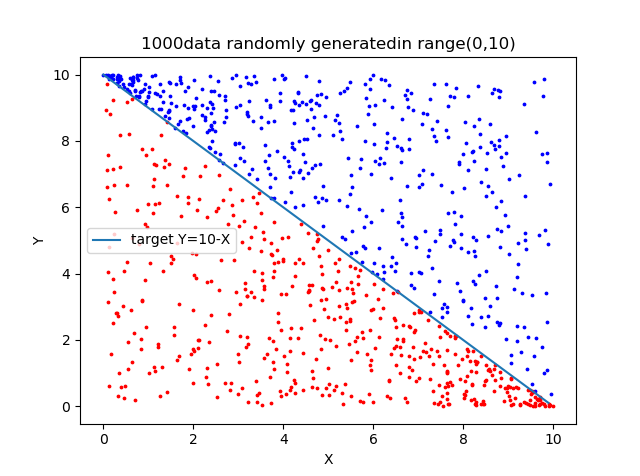 1000data randomly generatedin range(0,10)
10
8
6
4
2
0
Y
target Y=10-X
0 2 4 6 8 10
X